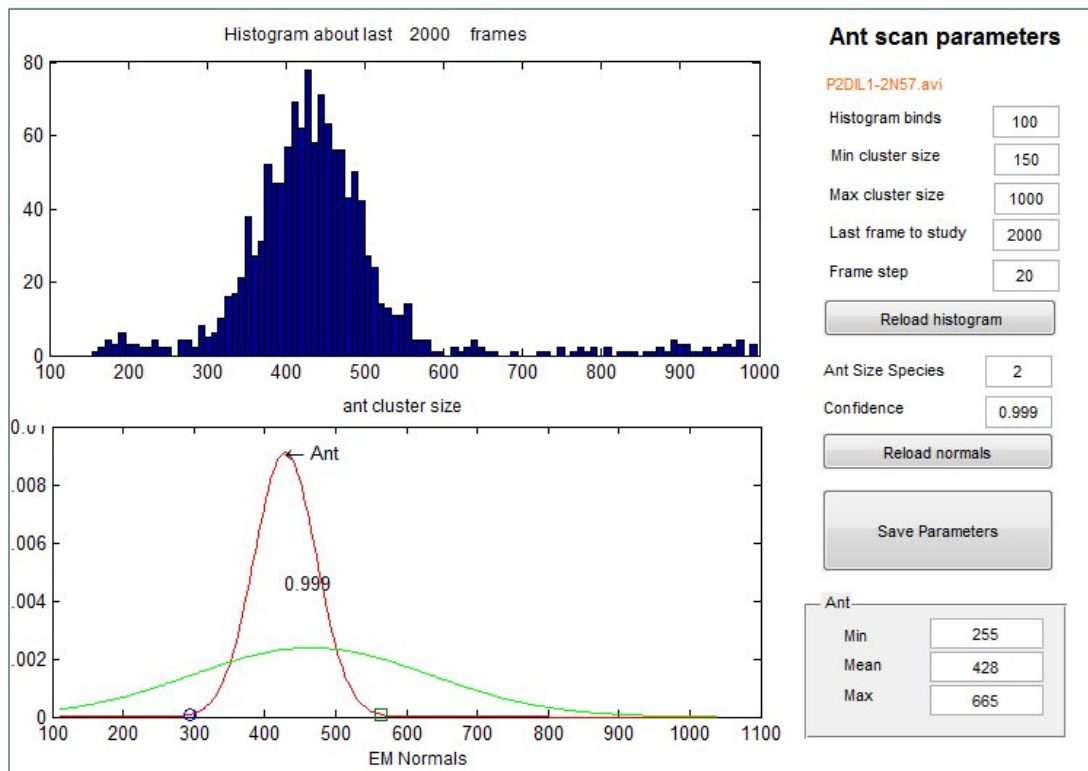 Histogram about last 2000 frames
80
60
40
20
0
100 200 300 400 500 600 700 800 900 1000
ant cluster size
0.01
.008
.006
.004
.002
0
← Ant
0.999
100 200 300 400 500 600 700 800 900 1000 1100
EM Normals
Ant scan parameters
P2DIL1-2N57.avi
Histogram binds 100
Min cluster size 150
Max cluster size 1000
Last frame to study 2000
Frame step 20
Reload histogram
Ant Size Species 2
Confidence 0.999
Reload normals
Save Parameters
Ant
Min 255
Mean 428
Max 665